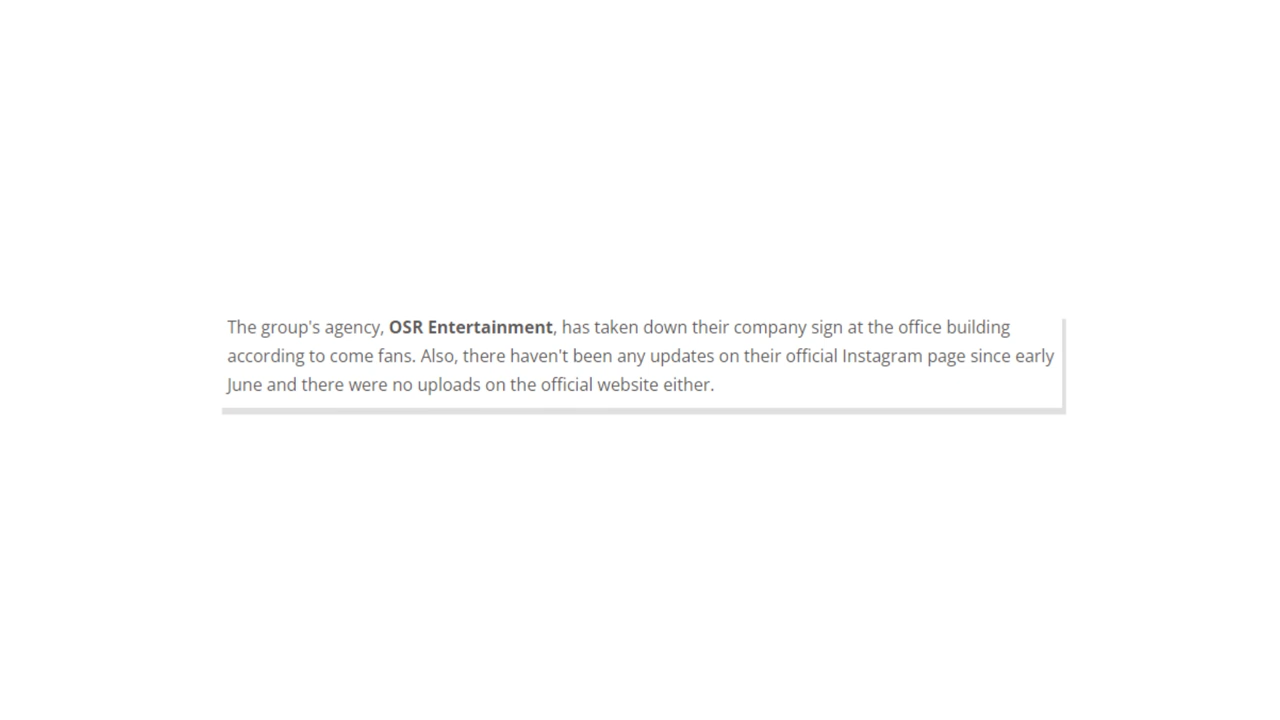 The group's agency, OSR Entertainment, has taken down their company sign at the office building
according to come fans. Also, there haven't been any updates on their official Instagram page since early
June and there were no uploads on the official website either.